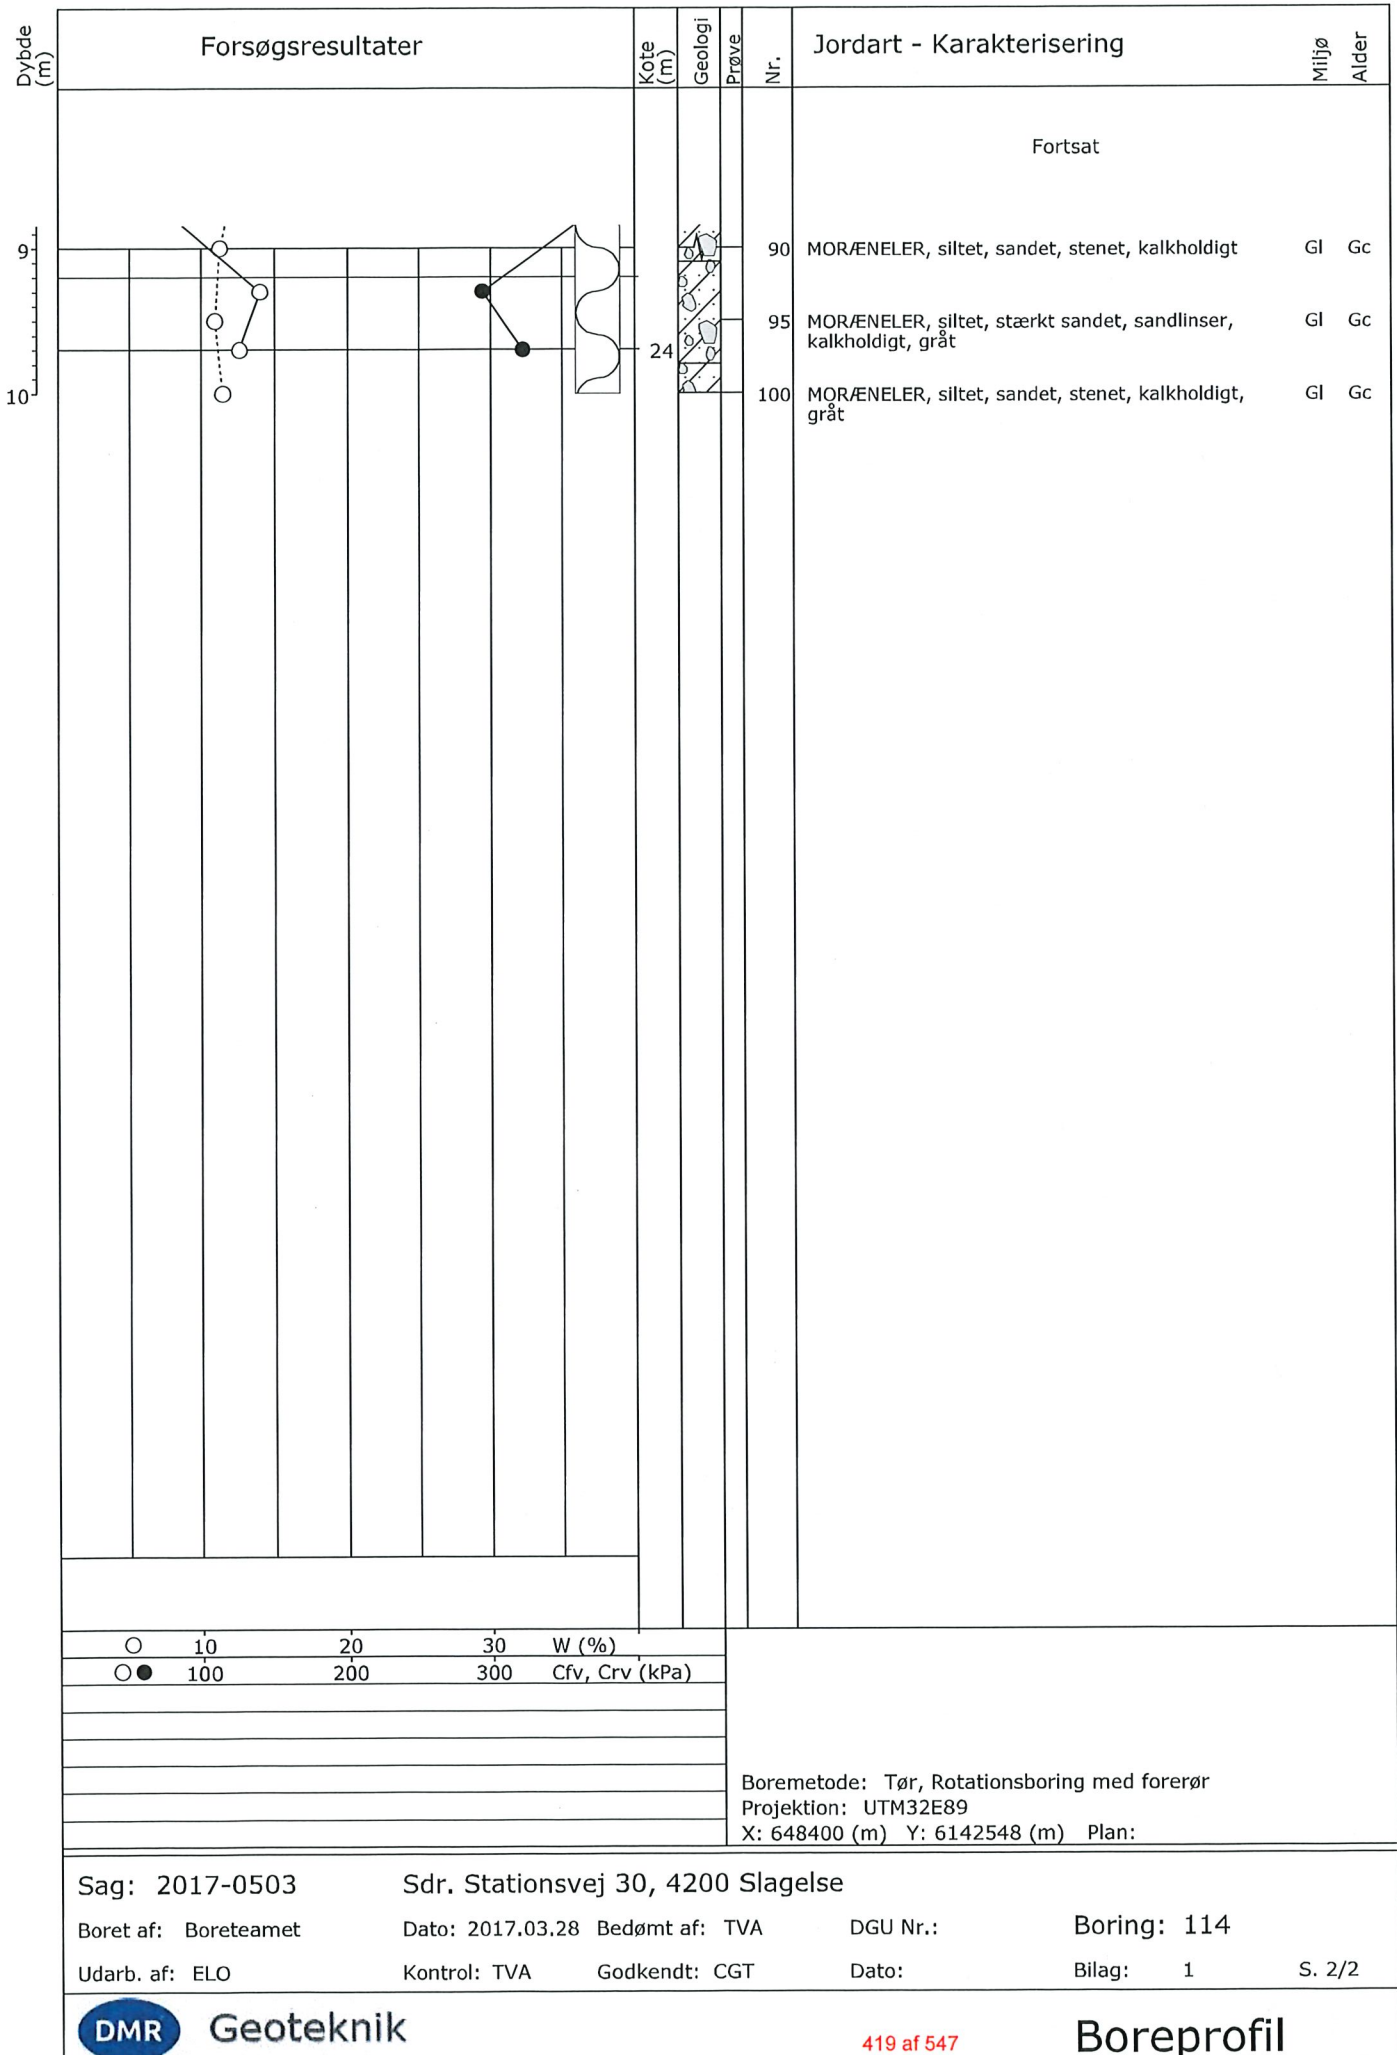 Dybde (m)
Forsøgsresultater
Kote (m)
Geologi
Prøve
Nr.
Jordart - Karakterisering
Miljø
Alder
Fortsat
9
90 MORÆNELER, siltet, sandet, stenet, kalkholdigt Gl Gc
95 MORÆNELER, siltet, stærkt sandet, sandlinser, Gl Gc
kalkholdigt, gråt
24
10
100 MORÆNELER, siltet, sandet, stenet, kalkholdigt, Gl Gc
gråt
10 20 30 W (%)
100 200 300 Cfv, Crv (kPa)
Boremetode: Tør, Rotationsboring med forerør
Projektion: UTM32E89
X: 648400 (m) Y: 6142548 (m) Plan:
Sag: 2017-0503 Sdr. Stationsvej 30, 4200 Slagelse
Boret af: Boreteamet Dato: 2017.03.28 Bedømt af: TVA DGU Nr.: Boring: 114
Udarb. af: ELO Kontrol: TVA Godkendt: CGT Dato: Bilag: 1 S. 2/2
DMR Geoteknik
419 af 547
Boreprofil